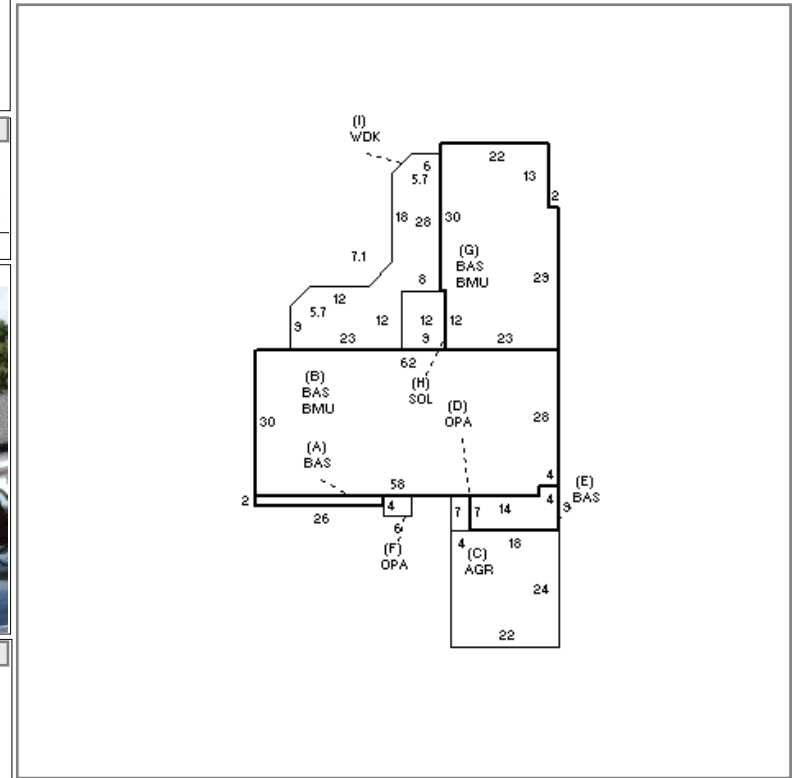 (I)
WDK
6
5.7
22
13
2
18
28
30
(G)
BAS
BMU
7.1
29
8
12
5.7
9
12
12
12
9
23
23
62
(H)
SOL
(B)
BAS
BMU
(D)
OPA
30
28
(A)
BAS
58
4
4
(E)
BAS
2
26
4
6
(F)
OPA
7
7
14
9
4
18
(C)
AGR
24
22